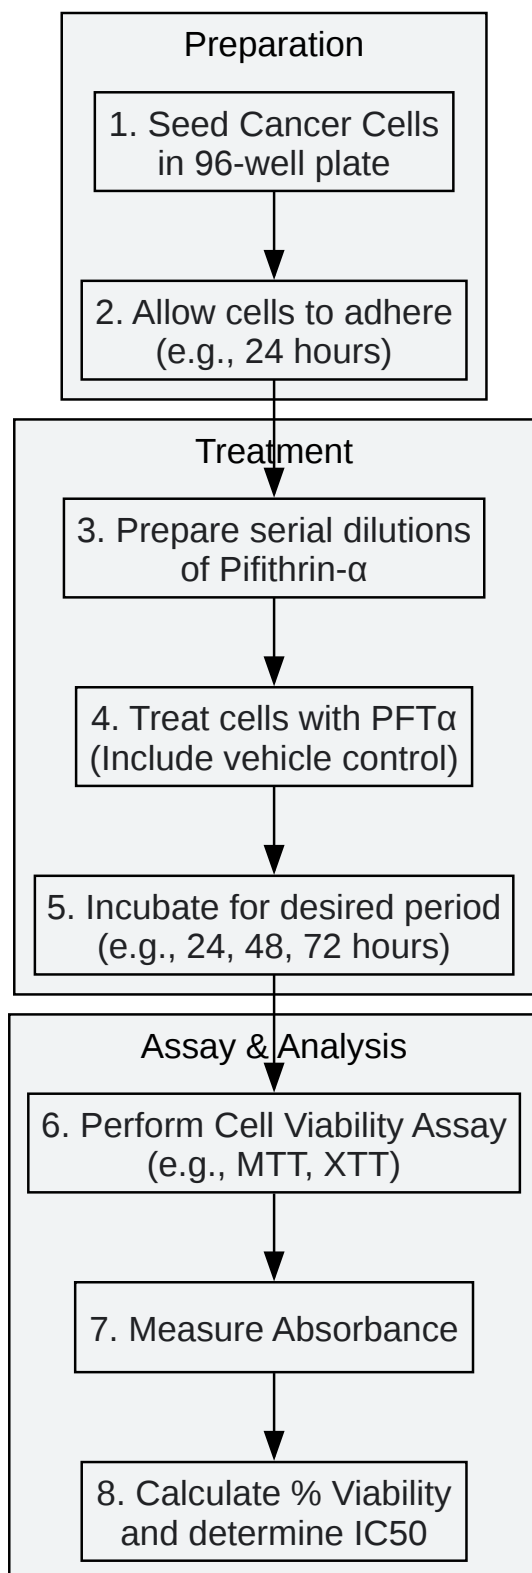 Preparation
1. Seed Cancer Cells
in 96-well plate
2. Allow cells to adhere
(e.g., 24 hours)
Treatment
3. Prepare serial dilutions
of Pifithrin-α
4. Treat cells with PFTα
(Include vehicle control)
5. Incubate for desired period
(e.g., 24, 48, 72 hours)
Assay & Analysis
6. Perform Cell Viability Assay
(e.g., MTT, XTT)
7. Measure Absorbance
8. Calculate % Viability
and determine IC50